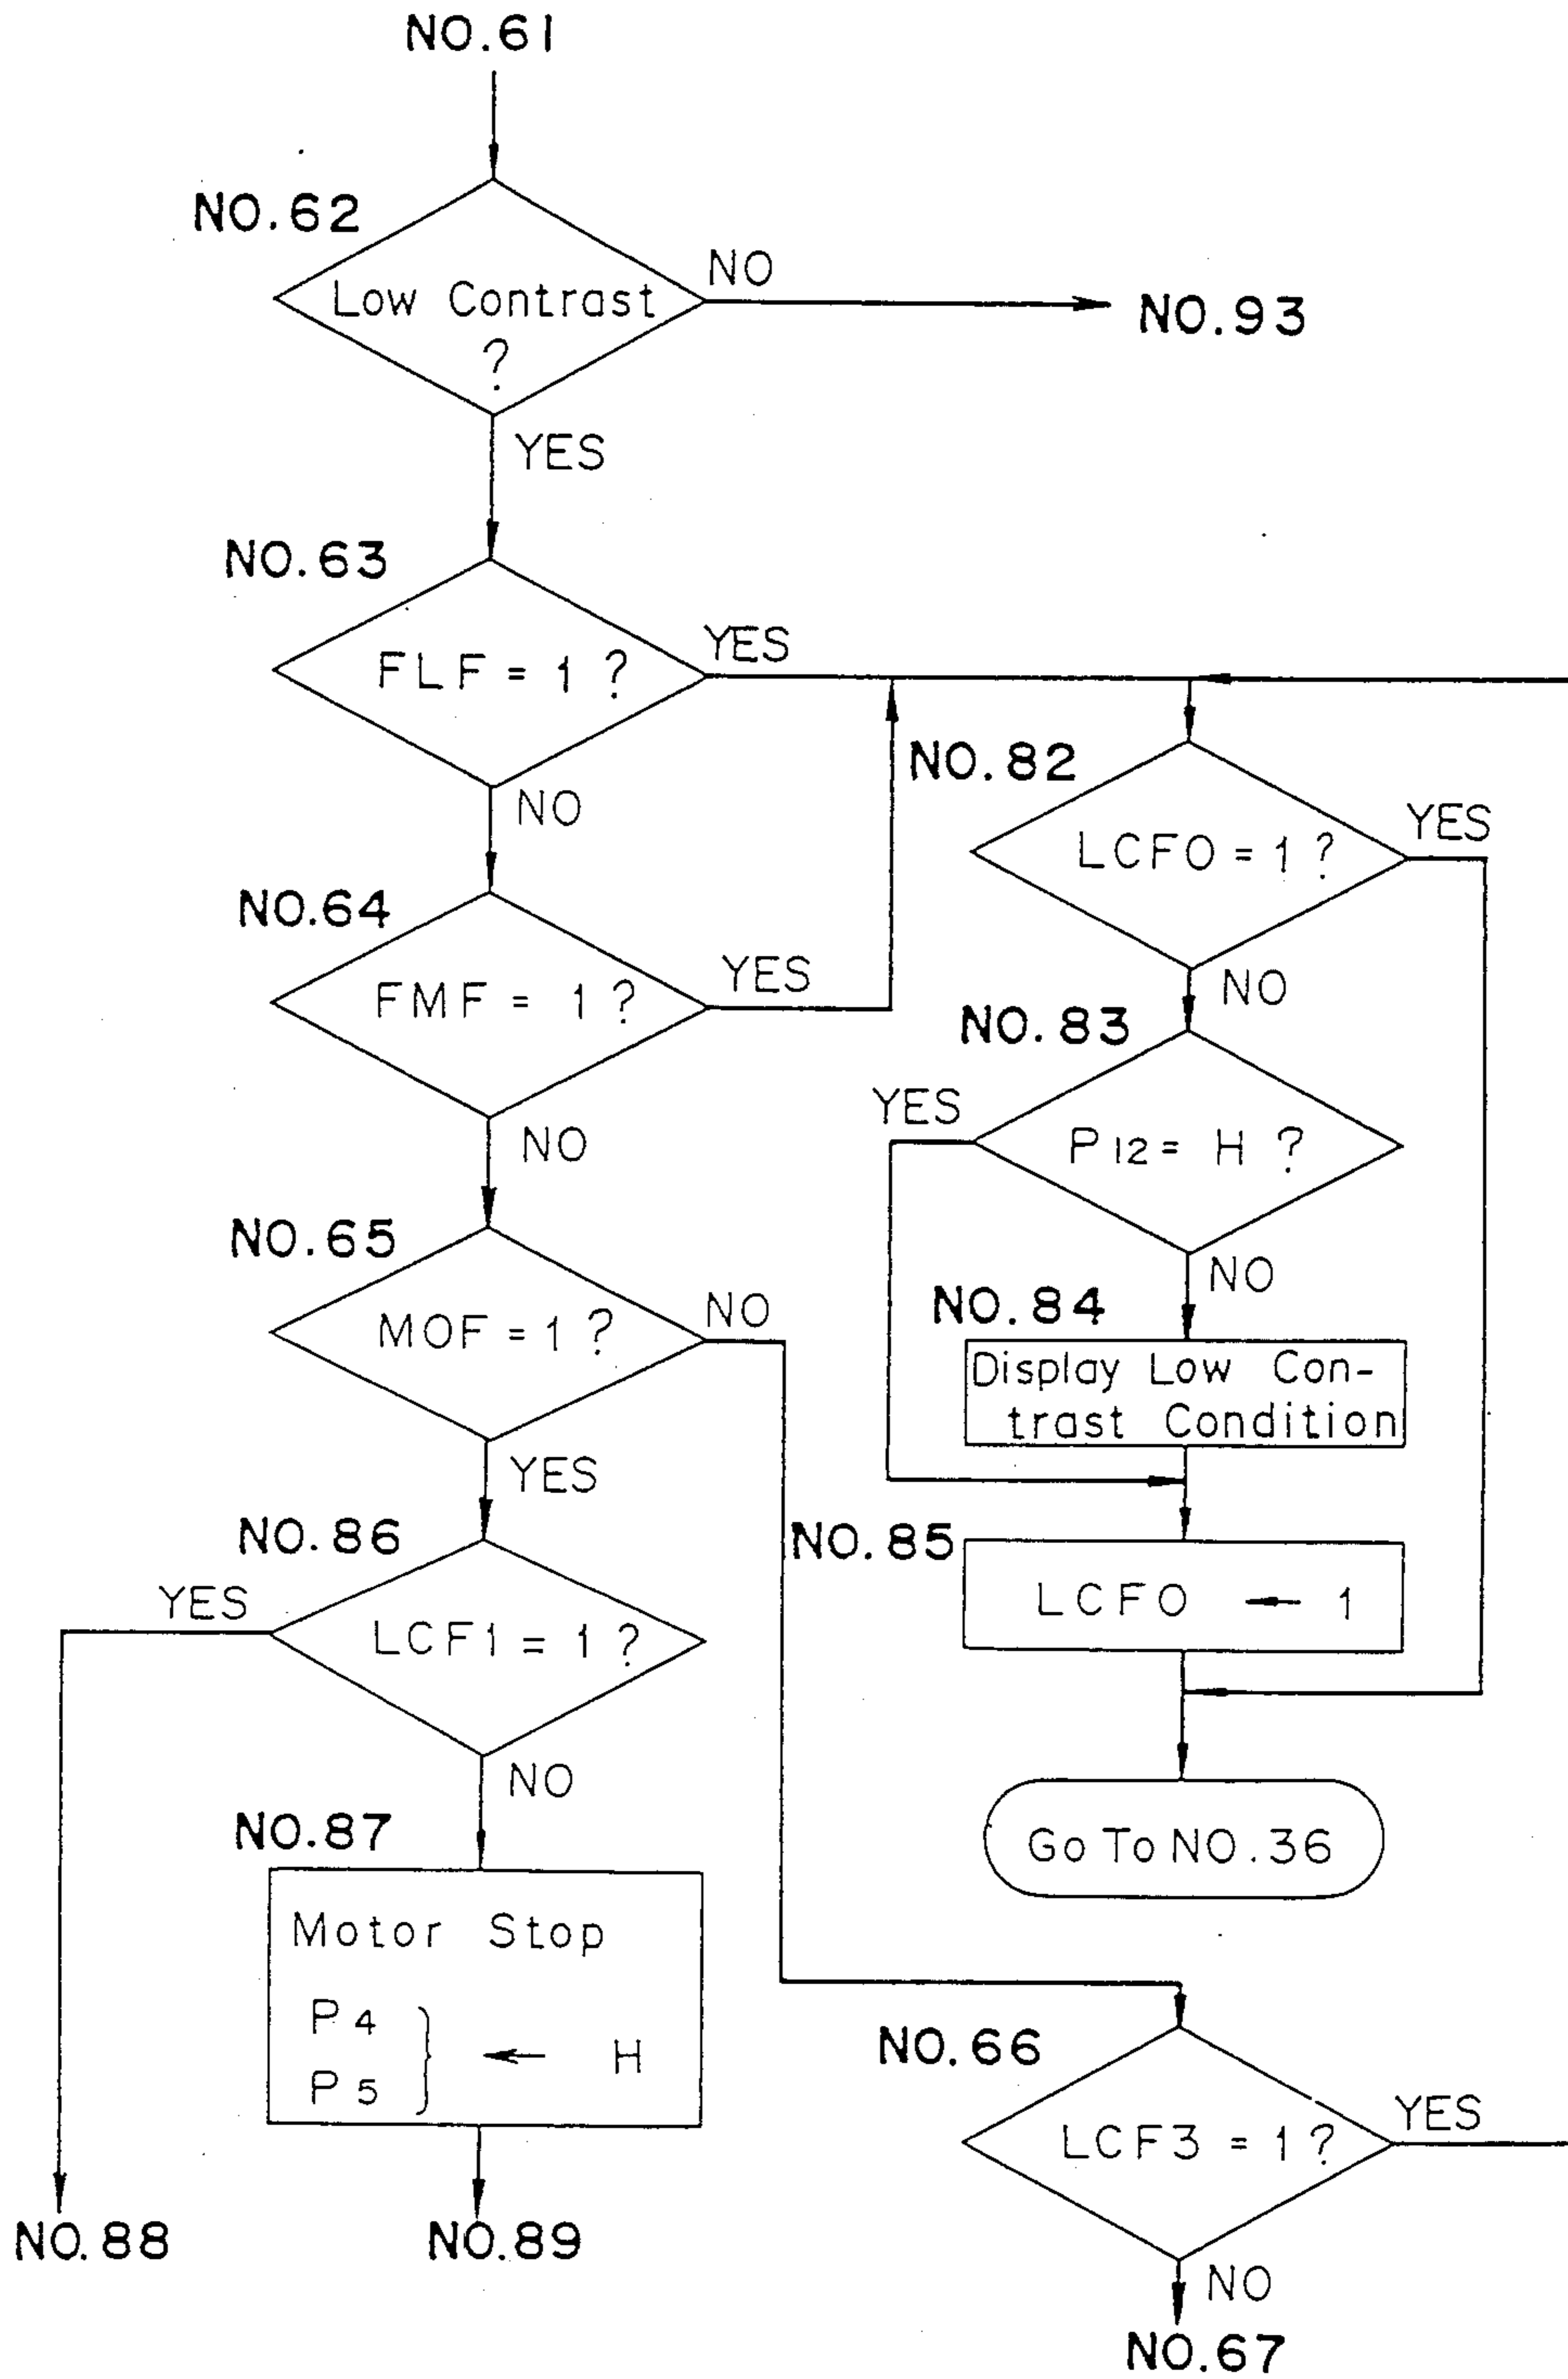 NO.61
NO.62
Low Contrast
?
NO
NO.93
YES
NO.63
FLF = 1 ?
YES
NO
NO.64
FMF = 1 ?
YES
NO
NO.65
MOF = 1 ?
NO
YES
NO.86
YES
LCF1 = 1 ?
NO
NO.87
Motor Stop
P4
P5
} ← H
NO.88
NO.89
NO.82
LCF0 = 1 ?
YES
NO
NO.83
YES
P12 = H ?
NO
NO.84
Display Low Con-
trast Condition
NO.85
LCF0 ← 1
Go To NO.36
NO.66
LCF3 = 1 ?
YES
NO
NO.67